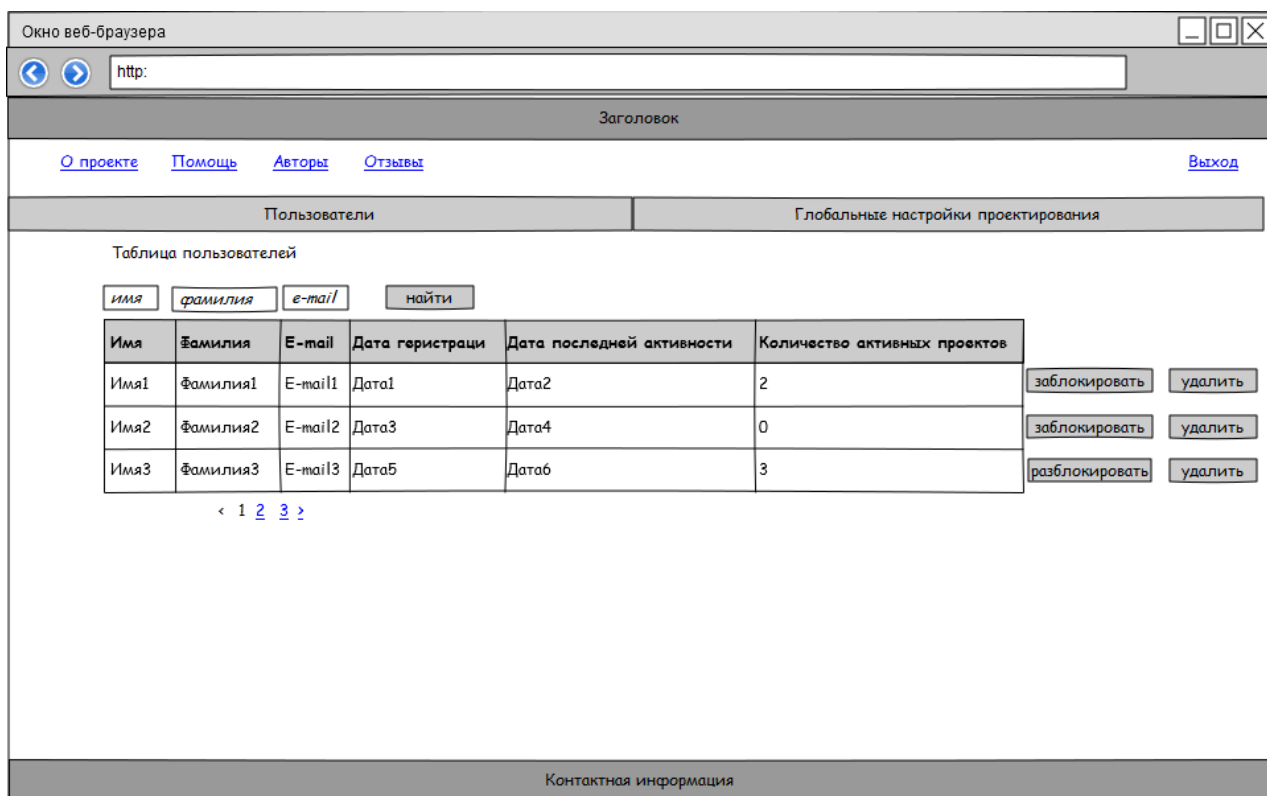 Окно веб-браузера
http:
Заголовок
О проекте Помощь Авторы Отзывы Выход
Пользователи Глобальные настройки проектирования
Таблица пользователей
имя фамилия e-mail найти
Имя Фамилия E-mail Дата геристраци Дата последней активности Количество активных проектов
Имя1 Фамилия1 E-mail1 Дата1 Дата2 2 заблокировать удалить
Имя2 Фамилия2 E-mail2 Дата3 Дата4 0 заблокировать удалить
Имя3 Фамилия3 E-mail3 Дата5 Дата6 3 разблокировать удалить
< 1 2 3 >
Контактная информация